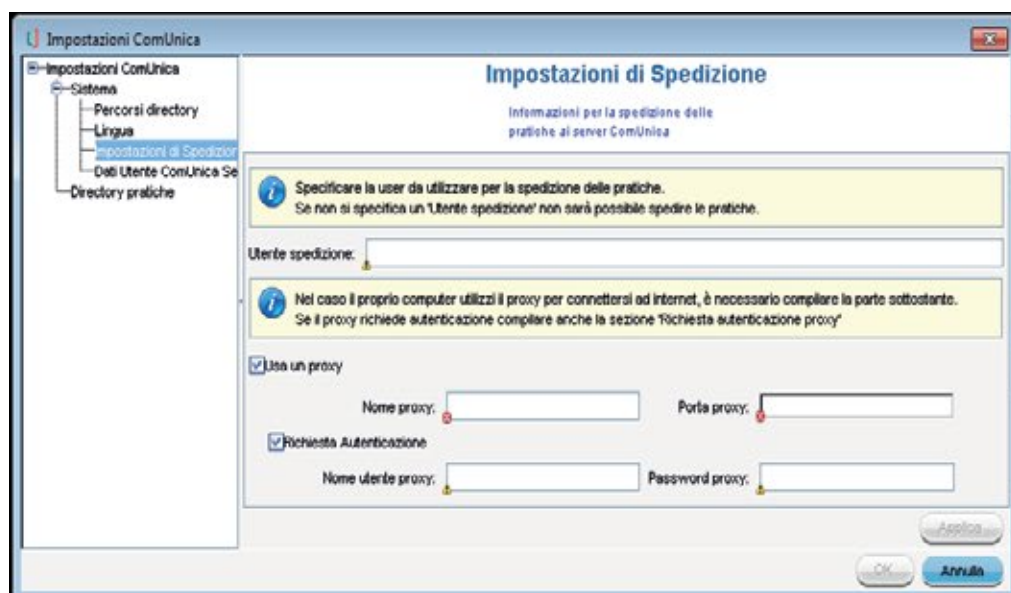 Impostazioni ComUnica
Impostazioni ComUnica
Sistema
Percorsi directory
Lingua
Impostazioni di Spedizion
Dati Utente ComUnica Se
Directory pratiche
Impostazioni di Spedizione
Informazioni per la spedizione delle
pratiche ai server ComUnica
Specificare la user da utilizzare per la spedizione delle pratiche.
Se non si specifica un 'Utente spedizione' non sarà possibile spedire le pratiche.
Utente spedizione:
Nel caso il proprio computer utilizzi il proxy per connettersi ad internet, è necessario compilare la parte sottostante.
Se il proxy richiede autenticazione compilare anche la sezione 'Richiesta autenticazione proxy'
Usa un proxy
Nome proxy: Porta proxy:
Richiesta Autenticazione
Nome utente proxy: Password proxy:
Applica
OK Annulla